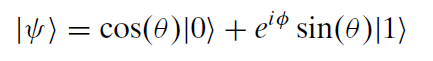 |ψ⟩ = cos(θ)|0⟩ + e^{iϕ} sin(θ)|1⟩